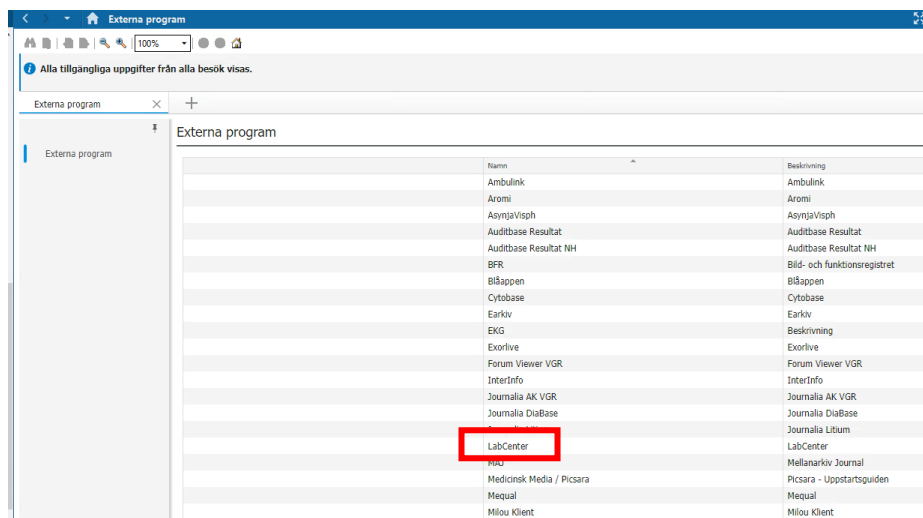 Externa program
100%
Alla tillgängliga uppgifter från alla besök visas.
Externa program
Externa program
Externa program
Namn Beskrivning
Ambulink Ambulink
Aromi Aromi
AsynjaVisph AsynjaVisph
Auditbase Resultat Auditbase Resultat
Auditbase Resultat NH Auditbase Resultat NH
BFR Bild- och funktionsregistret
Blåappen Blåappen
Cytobase Cytobase
Earkiv Earkiv
EKG Beskrivning
Exorlive Exorlive
Forum Viewer VGR Forum Viewer VGR
InterInfo InterInfo
Journalia AK VGR Journalia AK VGR
Journalia DiaBase Journalia DiaBase
Journalia Litium
LabCenter LabCenter
MAJ Mellanarkiv Journal
Medicinsk Media / Picsara Picsara - Uppstartsguiden
Mequal Mequal
Milou Klient Milou Klient